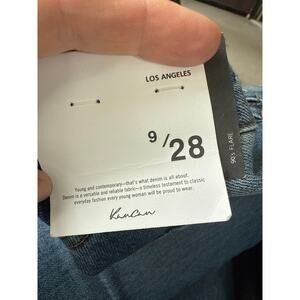 LOS ANGELES
9/28
90'S FLARE
Young and contemporary—that's what denim is all about.
Denim is a versatile and reliable fabric—a timeless testament to classic
everyday fashion every young woman will be proud to wear.
KanCan